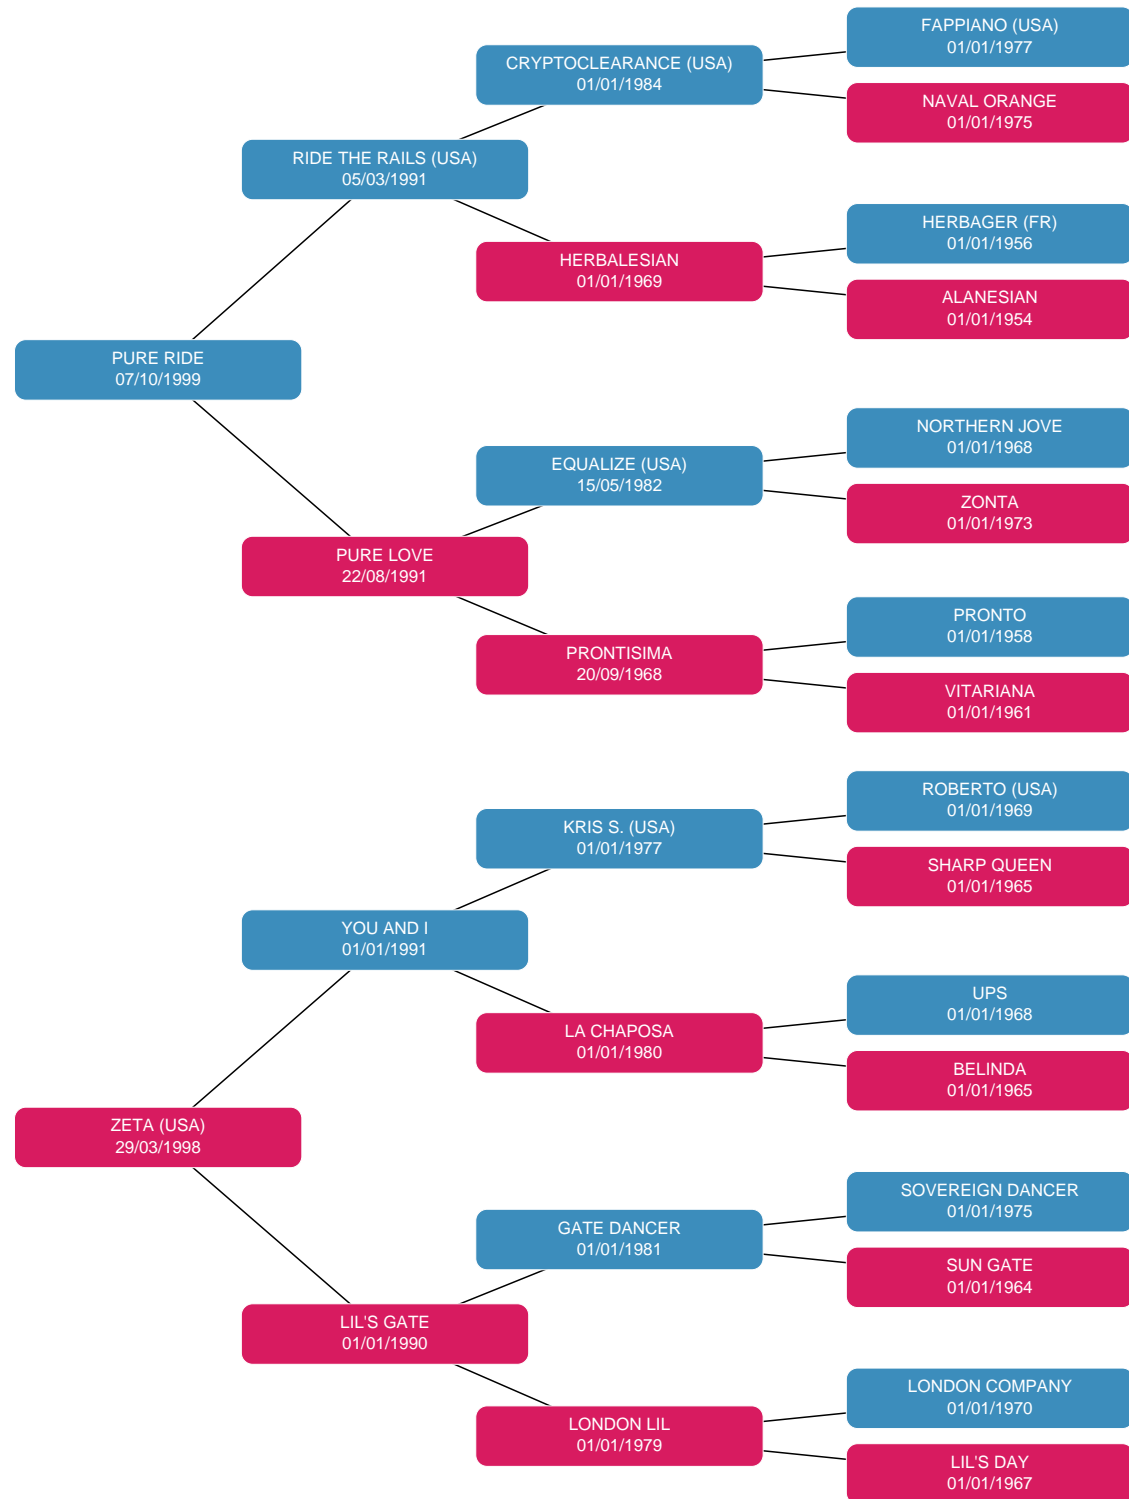 FAPPIANO (USA)
01/01/1977
CRYPTOCLEARANCE (USA)
01/01/1984
NAVAL ORANGE
01/01/1975
RIDE THE RAILS (USA)
05/03/1991
HERBAGER (FR)
01/01/1956
HERBALESIAN
01/01/1969
ALANESIAN
01/01/1954
PURE RIDE
07/10/1999
NORTHERN JOVE
01/01/1968
EQUALIZE (USA)
15/05/1982
ZONTA
01/01/1973
PURE LOVE
22/08/1991
PRONTO
01/01/1958
PRONTISIMA
20/09/1968
VITARIANA
01/01/1961
ROBERTO (USA)
01/01/1969
KRIS S. (USA)
01/01/1977
SHARP QUEEN
01/01/1965
YOU AND I
01/01/1991
UPS
01/01/1968
LA CHAPOSA
01/01/1980
BELINDA
01/01/1965
ZETA (USA)
29/03/1998
SOVEREIGN DANCER
01/01/1975
GATE DANCER
01/01/1981
SUN GATE
01/01/1964
LIL'S GATE
01/01/1990
LONDON COMPANY
01/01/1970
LONDON LIL
01/01/1979
LIL'S DAY
01/01/1967